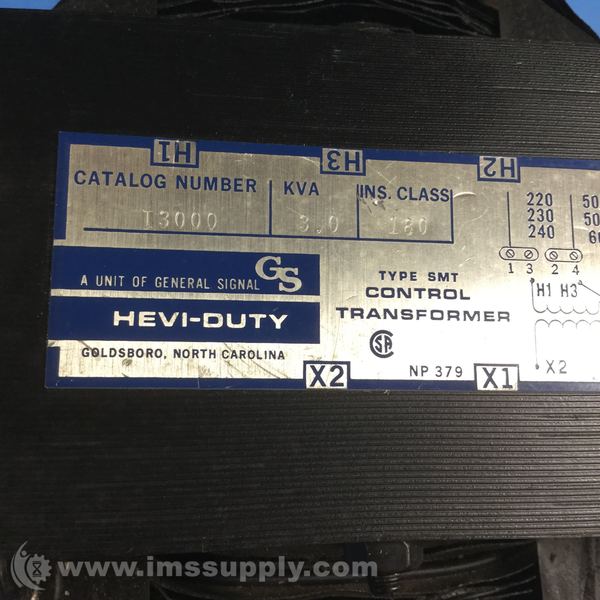 H1 H3 H2
CATALOG NUMBER KVA INS. CLASS
T3000 3.0 180
220
230
240
1 3 2 4
H1 H3
A UNIT OF GENERAL SIGNAL GS
HEVI-DUTY
GOLDSBORO, NORTH CAROLINA
TYPE SMT
CONTROL
TRANSFORMER
SA
NP 379
X2 X1
X2
www.imssupply.com